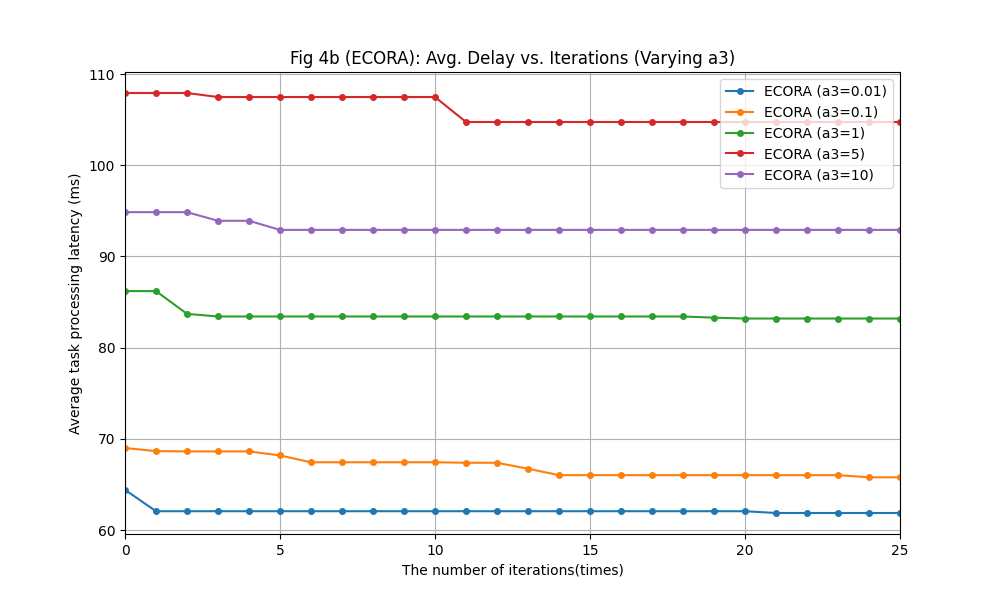 Fig 4b (ECORA): Avg. Delay vs. Iterations (Varying a3)
110
100
90
80
70
60
Average task processing latency (ms)
ECORA (a3=0.01)
ECORA (a3=0.1)
ECORA (a3=1)
ECORA (a3=5)
ECORA (a3=10)
0 5 10 15 20 25
The number of iterations(times)